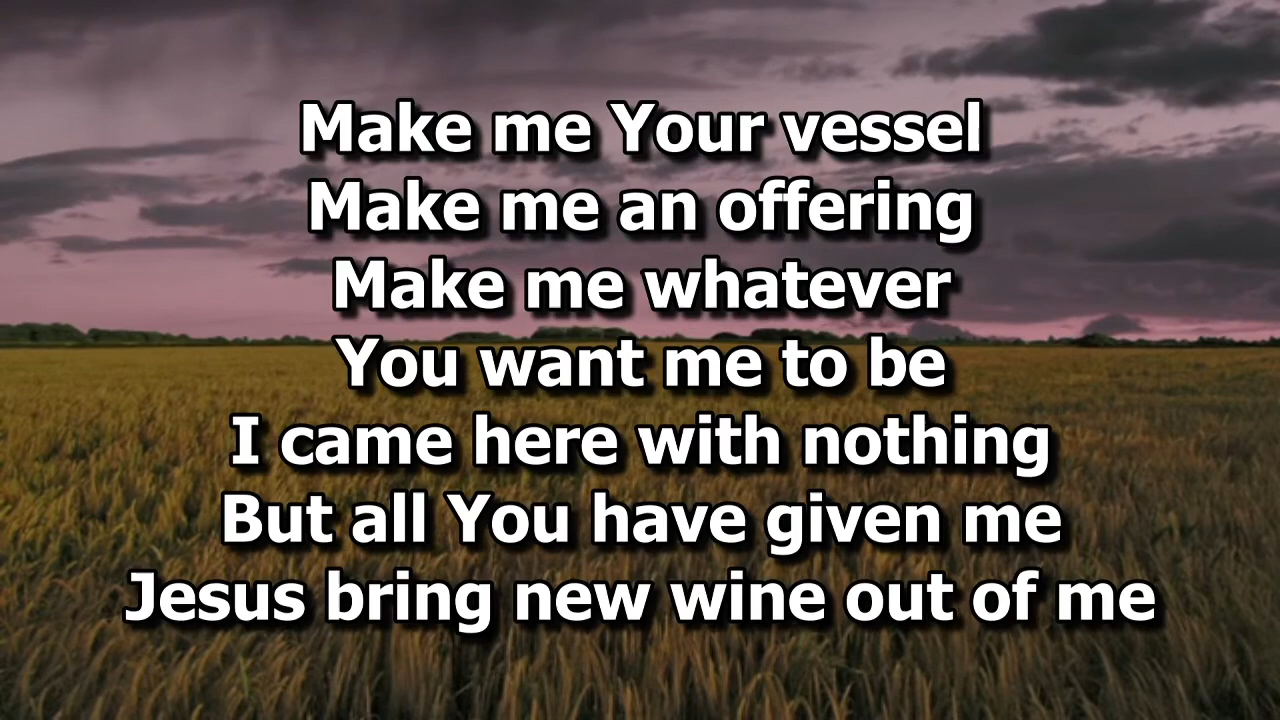 Make me Your vessel
Make me an offering
Make me whatever
You want me to be
I came here with nothing
But all You have given me
Jesus bring new wine out of me